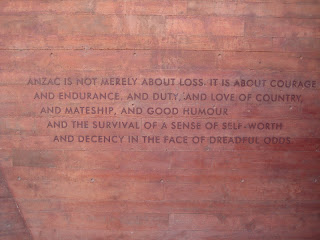 ANZAC IS NOT MERELY ABOUT LOSS. IT IS ABOUT COURAGE
AND ENDURANCE, AND DUTY, AND LOVE OF COUNTRY,
AND MATESHIP, AND GOOD HUMOUR
AND THE SURVIVAL OF A SENSE OF SELF-WORTH
AND DECENCY IN THE FACE OF DREADFUL ODDS.